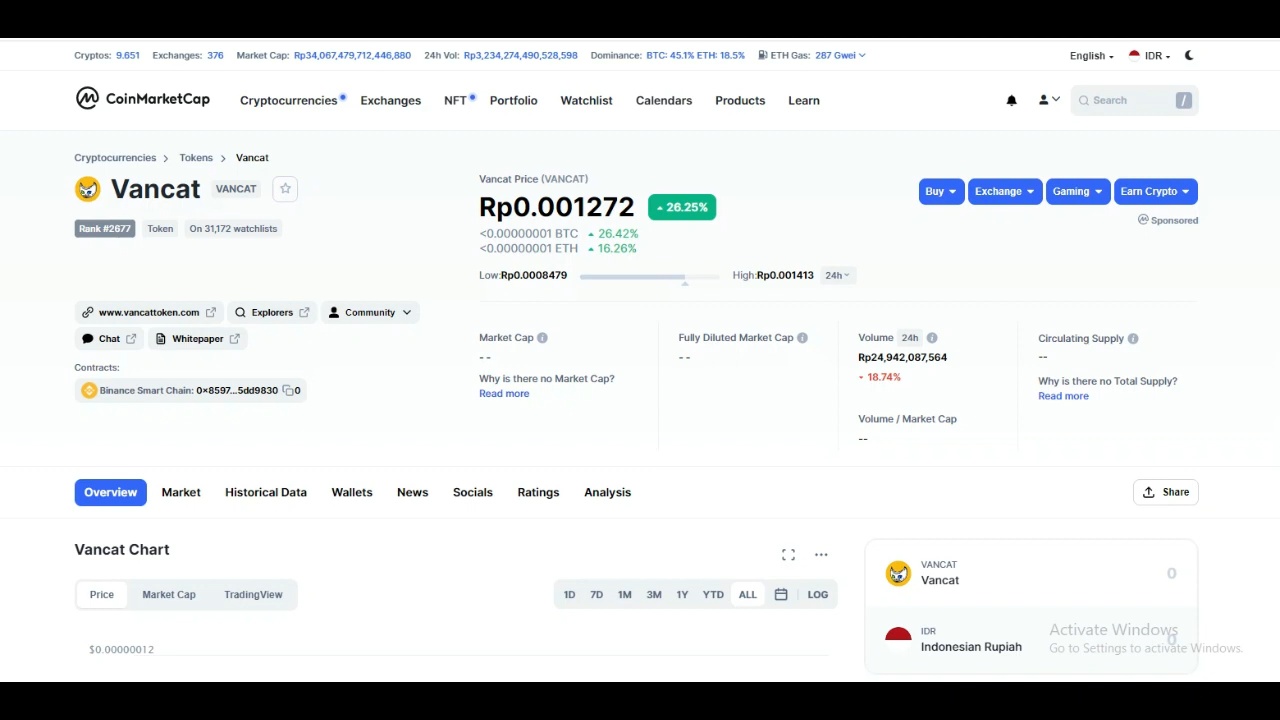 Cryptos: 9.651 Exchanges: 376 Market Cap: Rp34,067,479,712,446,880 24h Vol: Rp3,234,274,490,528,598 Dominance: BTC: 45.1% ETH: 18.5% ETH Gas: 287 Gwei English IDR
CoinMarketCap Cryptocurrencies Exchanges NFT Portfolio Watchlist Calendars Products Learn Search /
Cryptocurrencies > Tokens > Vancat
Vancat VANCAT
Rank #2677 Token On 31,172 watchlists
Vancat Price (VANCAT)
Rp0.001272 26.25%
<0.00000001 BTC 26.42%
<0.00000001 ETH 16.26%
Low:Rp0.0008479 High:Rp0.001413 24h
Buy Exchange Gaming Earn Crypto
Sponsored
www.vancattoken.com Explorers Community
Chat Whitepaper
Contracts:
Binance Smart Chain: 0x8597...5dd9830 0
Market Cap
--
Why is there no Market Cap?
Read more
Fully Diluted Market Cap
--
Volume 24h
Rp24,942,087,564
18.74%
Volume / Market Cap
--
Circulating Supply
--
Why is there no Total Supply?
Read more
Overview Market Historical Data Wallets News Socials Ratings Analysis Share
Vancat Chart
Price Market Cap TradingView 1D 7D 1M 3M 1Y YTD ALL LOG
$0.00000012
VANCAT
Vancat 0
IDR
Indonesian Rupiah 0
Activate Windows
Go to Settings to activate Windows.